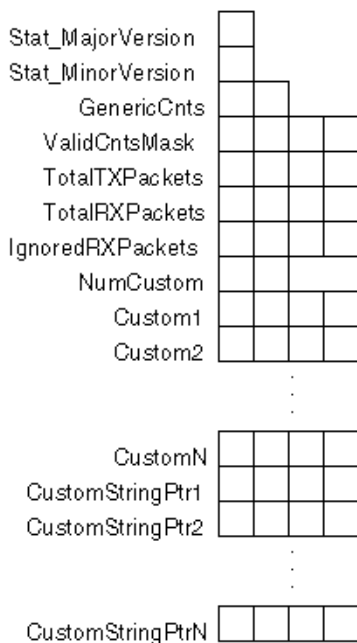 Stat_MajorVersion
Stat_MinorVersion
GenericCnts
ValidCntsMask
TotalTXPackets
TotalRXPackets
IgnoredRXPackets
NumCustom
Custom1
Custom2
CustomN
CustomStringPtr1
CustomStringPtr2
CustomStringPtrN